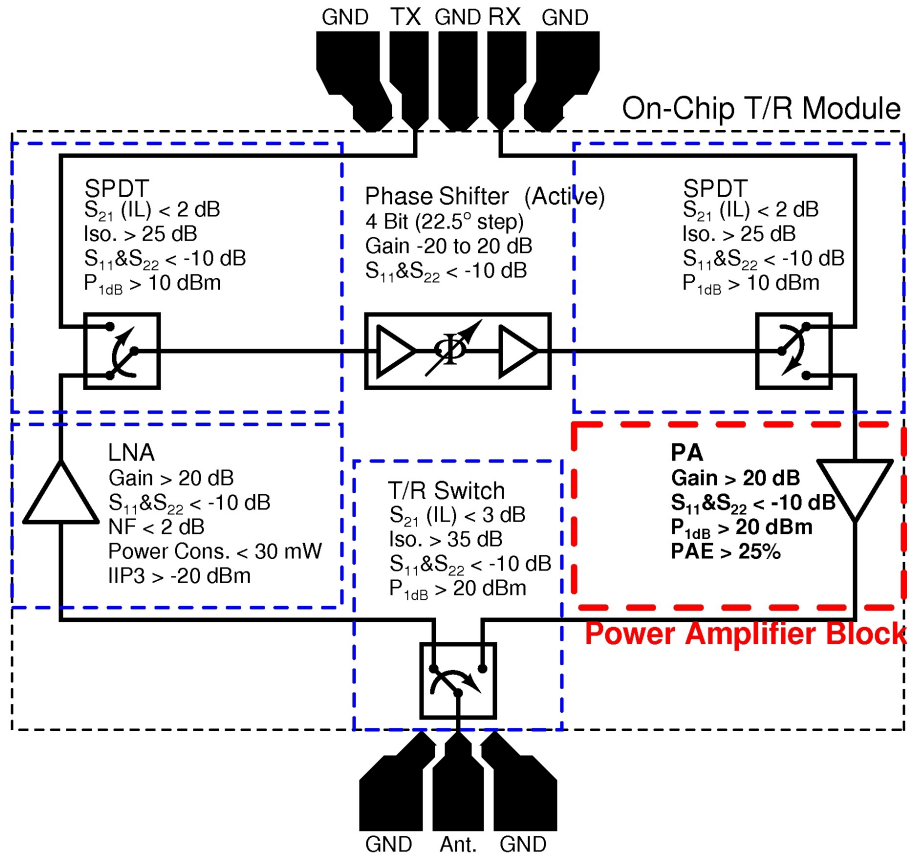 GND TX GND RX GND
On-Chip T/R Module
SPDT
S₂₁ (IL) < 2 dB
Iso. > 25 dB
S₁₁&S₂₂ < -10 dB
P₁dB > 10 dBm
Phase Shifter (Active)
4 Bit (22.5° step)
Gain -20 to 20 dB
S₁₁&S₂₂ < -10 dB
SPDT
S₂₁ (IL) < 2 dB
Iso. > 25 dB
S₁₁&S₂₂ < -10 dB
P₁dB > 10 dBm
Φ
LNA
Gain > 20 dB
S₁₁&S₂₂ < -10 dB
NF < 2 dB
Power Cons. < 30 mW
IIP3 > -20 dBm
T/R Switch
S₂₁ (IL) < 3 dB
Iso. > 35 dB
S₁₁&S₂₂ < -10 dB
P₁dB > 20 dBm
PA
Gain > 20 dB
S₁₁&S₂₂ < -10 dB
P₁dB > 20 dBm
PAE > 25%
Power Amplifier Block
GND Ant. GND